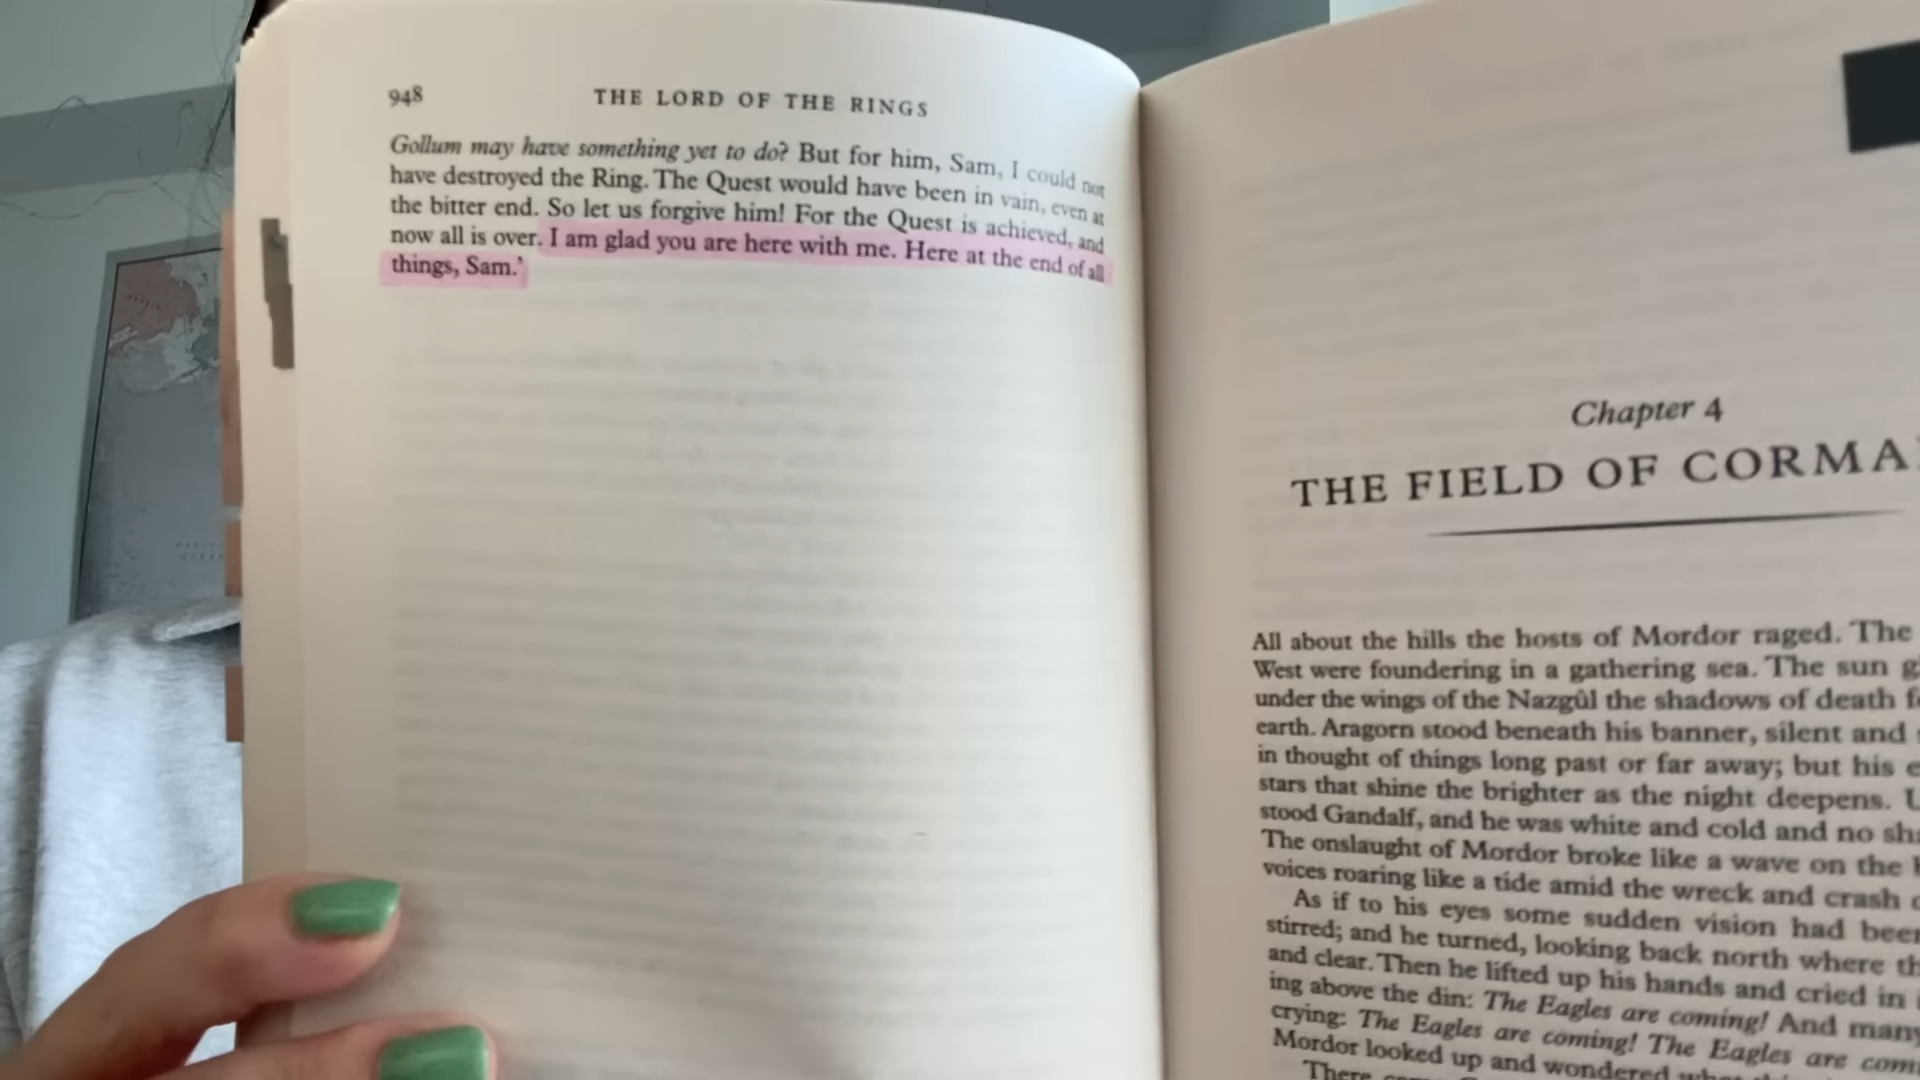 948
THE LORD OF THE RINGS
Gollum may have something yet to do? But for him, Sam, I could not
have destroyed the Ring. The Quest would have been in vain, even at
the bitter end. So let us forgive him! For the Quest is achieved, and
now all is over. I am glad you are here with me. Here at the end of all
things, Sam.’
Chapter 4
THE FIELD OF CORMA
All about the hills the hosts of Mordor raged. The
West were foundering in a gathering sea. The sun g
under the wings of the Nazgûl the shadows of death f
earth. Aragorn stood beneath his banner, silent and
in thought of things long past or far away; but his e
stars that shine the brighter as the night deepens. U
stood Gandalf, and he was white and cold and no sh
The onslaught of Mordor broke like a wave on the
voices roaring like a tide amid the wreck and crash
As if to his eyes some sudden vision had been
stirred; and he turned, looking back north where th
and clear. Then he lifted up his hands and cried in
ing above the din: The Eagles are coming! And many
crying: The Eagles are coming! The Eagles are com
Mordor looked up and wondered what
There